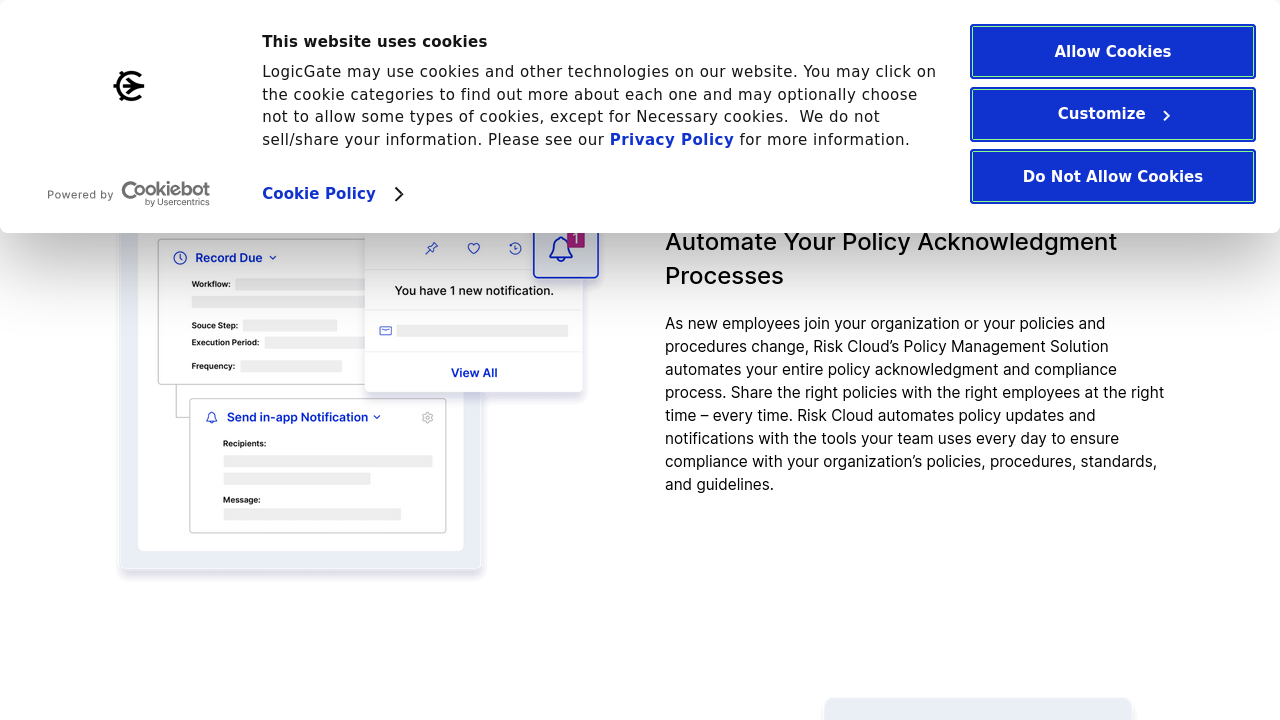 This website uses cookies
LogicGate may use cookies and other technologies on our website. You may click on
the cookie categories to find out more about each one and may optionally choose
not to allow some types of cookies, except for Necessary cookies.  We do not
sell/share your information. Please see our Privacy Policy for more information.
Cookie Policy
Powered by Cookiebot
by Usercentrics
Allow Cookies
Customize
Do Not Allow Cookies
Record Due
Workflow:
Souce Step:
Execution Period:
Frequency:
1
You have 1 new notification.
View All
Send in-app Notification
Recipients:
Message:
Automate Your Policy Acknowledgment
Processes
As new employees join your organization or your policies and
procedures change, Risk Cloud’s Policy Management Solution
automates your entire policy acknowledgment and compliance
process. Share the right policies with the right employees at the right
time – every time. Risk Cloud automates policy updates and
notifications with the tools your team uses every day to ensure
compliance with your organization’s policies, procedures, standards,
and guidelines.